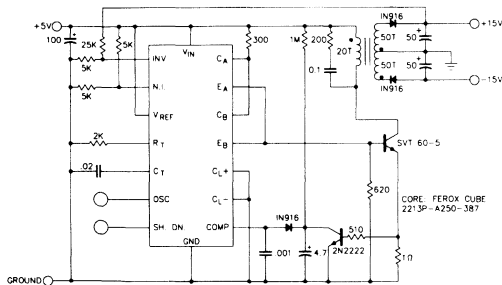 +5V
100
25K
5K
5K
5K
2K
.02
INV
N.I.
VREF
RT
CT
OSC
SH. DN.
VIN
CA
EA
CB
EB
CL+
CL-
COMP
GND
GROUND
300
1M
200
0.1
20T
50T
50T
IN916
IN916
50
50
+15V
-15V
SVT 60-5
620
CORE: FEROX CUBE
2213P-A250-387
IN916
510
2N2222
.001
4.7
1Ω